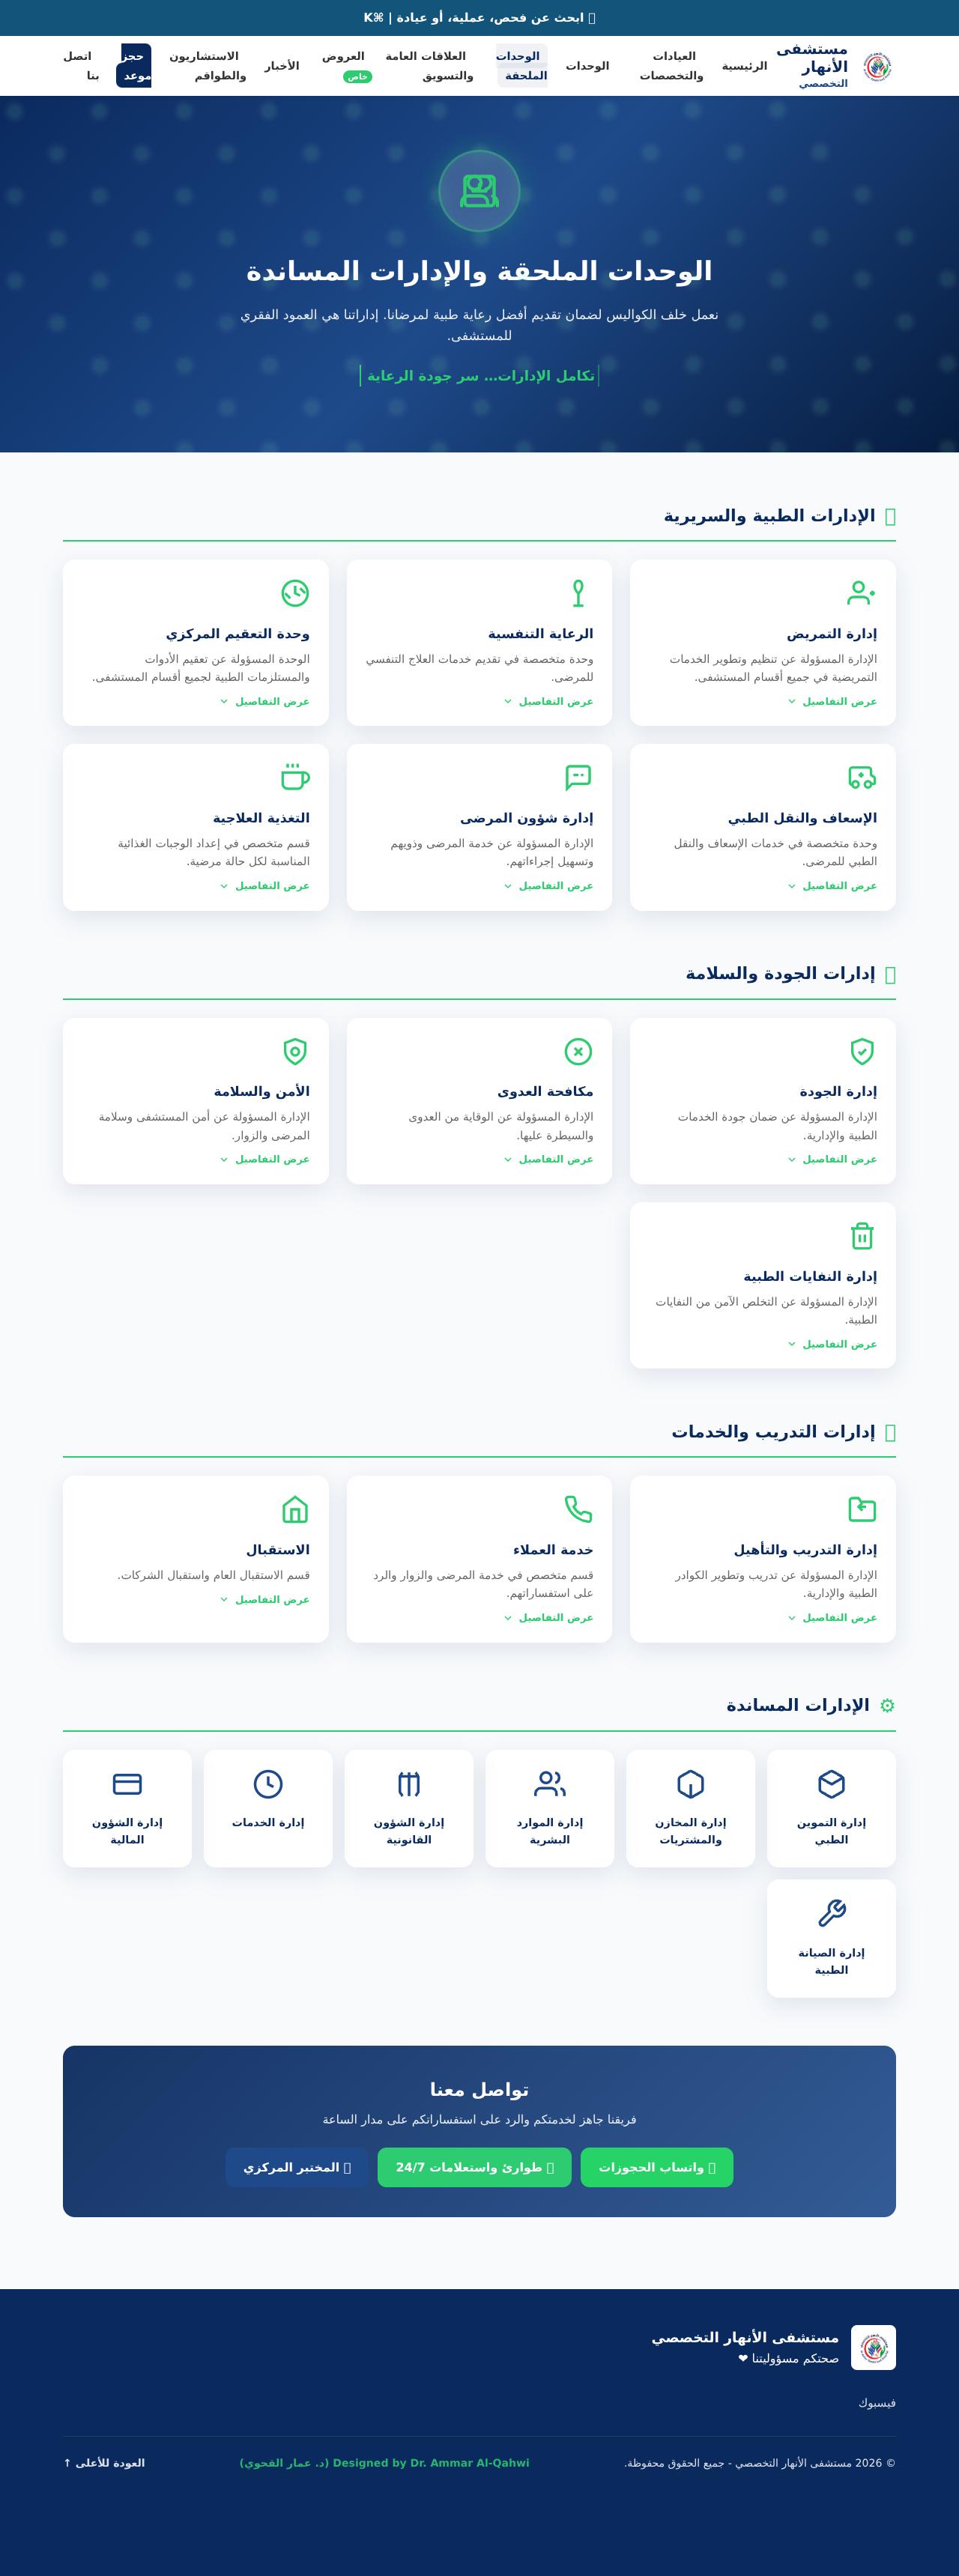 ابحث عن فحص، عملية، أو عيادة | ⌘K
مستشفى
الأنهار
التخصصي
الرئيسية
العيادات
والتخصصات
الوحدات
الوحدات
الملحقة
العلاقات العامة
والتسويق
العروض
خاص
الأخبار
الاستشاريون
والطواقم
حجز
موعد
اتصل
بنا
الوحدات الملحقة والإدارات المساندة
نعمل خلف الكواليس لضمان تقديم أفضل رعاية طبية لمرضانا. إداراتنا هي العمود الفقري
للمستشفى.
تكامل الإدارات... سر جودة الرعاية
الإدارات الطبية والسريرية
إدارة التمريض
الإدارة المسؤولة عن تنظيم وتطوير الخدمات
التمريضية في جميع أقسام المستشفى.
عرض التفاصيل
الرعاية التنفسية
وحدة متخصصة في تقديم خدمات العلاج التنفسي
للمرضى.
عرض التفاصيل
وحدة التعقيم المركزي
الوحدة المسؤولة عن تعقيم الأدوات
والمستلزمات الطبية لجميع أقسام المستشفى.
عرض التفاصيل
الإسعاف والنقل الطبي
وحدة متخصصة في خدمات الإسعاف والنقل
الطبي للمرضى.
عرض التفاصيل
إدارة شؤون المرضى
الإدارة المسؤولة عن خدمة المرضى وذويهم
وتسهيل إجراءاتهم.
عرض التفاصيل
التغذية العلاجية
قسم متخصص في إعداد الوجبات الغذائية
المناسبة لكل حالة مرضية.
عرض التفاصيل
إدارات الجودة والسلامة
إدارة الجودة
الإدارة المسؤولة عن ضمان جودة الخدمات
الطبية والإدارية.
عرض التفاصيل
مكافحة العدوى
الإدارة المسؤولة عن الوقاية من العدوى
والسيطرة عليها.
عرض التفاصيل
الأمن والسلامة
الإدارة المسؤولة عن أمن المستشفى وسلامة
المرضى والزوار.
عرض التفاصيل
إدارة النفايات الطبية
الإدارة المسؤولة عن التخلص الآمن من النفايات
الطبية.
عرض التفاصيل
إدارات التدريب والخدمات
إدارة التدريب والتأهيل
الإدارة المسؤولة عن تدريب وتطوير الكوادر
الطبية والإدارية.
عرض التفاصيل
خدمة العملاء
قسم متخصص في خدمة المرضى والزوار والرد
على استفساراتهم.
عرض التفاصيل
الاستقبال
قسم الاستقبال العام واستقبال الشركات.
عرض التفاصيل
⚙ الإدارات المساندة
إدارة التموين
الطبي
إدارة المخازن
والمشتريات
إدارة الموارد
البشرية
إدارة الشؤون
القانونية
إدارة الخدمات
إدارة الشؤون
المالية
إدارة الصيانة
الطبية
تواصل معنا
فريقنا جاهز لخدمتكم والرد على استفساراتكم على مدار الساعة
واتساب الحجوزات
طوارئ واستعلامات 24/7
المختبر المركزي
مستشفى الأنهار التخصصي
صحتكم مسؤوليتنا ❤
فيسبوك
© 2026 مستشفى الأنهار التخصصي - جميع الحقوق محفوظة.
Designed by Dr. Ammar Al-Qahwi (د. عمار القحوي)
العودة للأعلى ↑